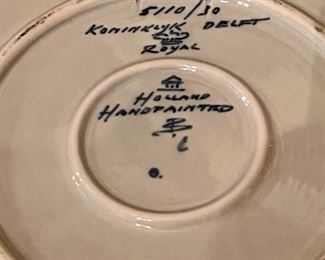 5110/30
KONINKLYK DELFT
ROYAL
HOLLAND
HANDPAINTED
L